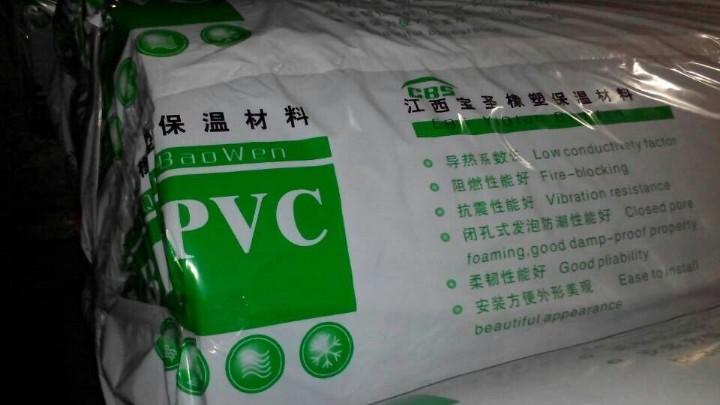 保温材料
BaoWen
PVC
GBS
江西宝圣橡塑保温材料
导热系数 Low conductivety factor
阻燃性能好 Fire-blocking
抗震性能好 Vibration resistance
闭孔式发泡防潮性能好 Closed pore
foaming,good damp-proof property
柔韧性能好 Good pliability
安装方便外形美观 Ease to install
beautiful appearance